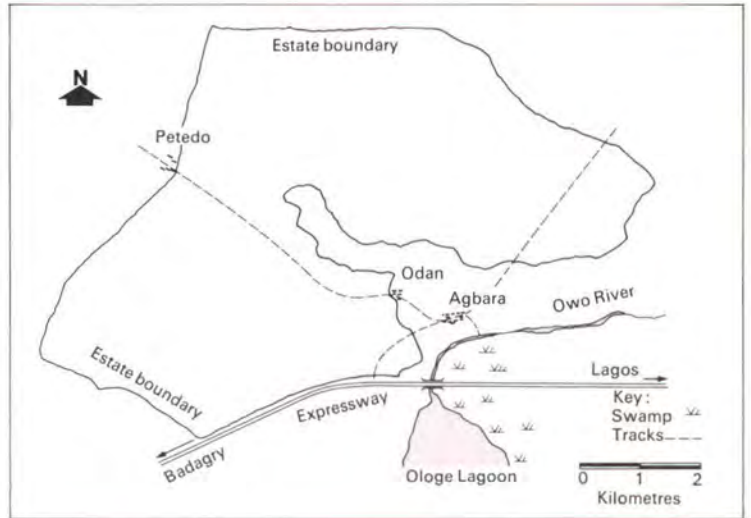 Estate boundary
N
Petedo
Odan
Agbara
Owo River
Estate boundary
Lagos
Expressway
Key:
Swamp
Tracks
Badagry
Ologe Lagoon
0 1 2
Kilometres